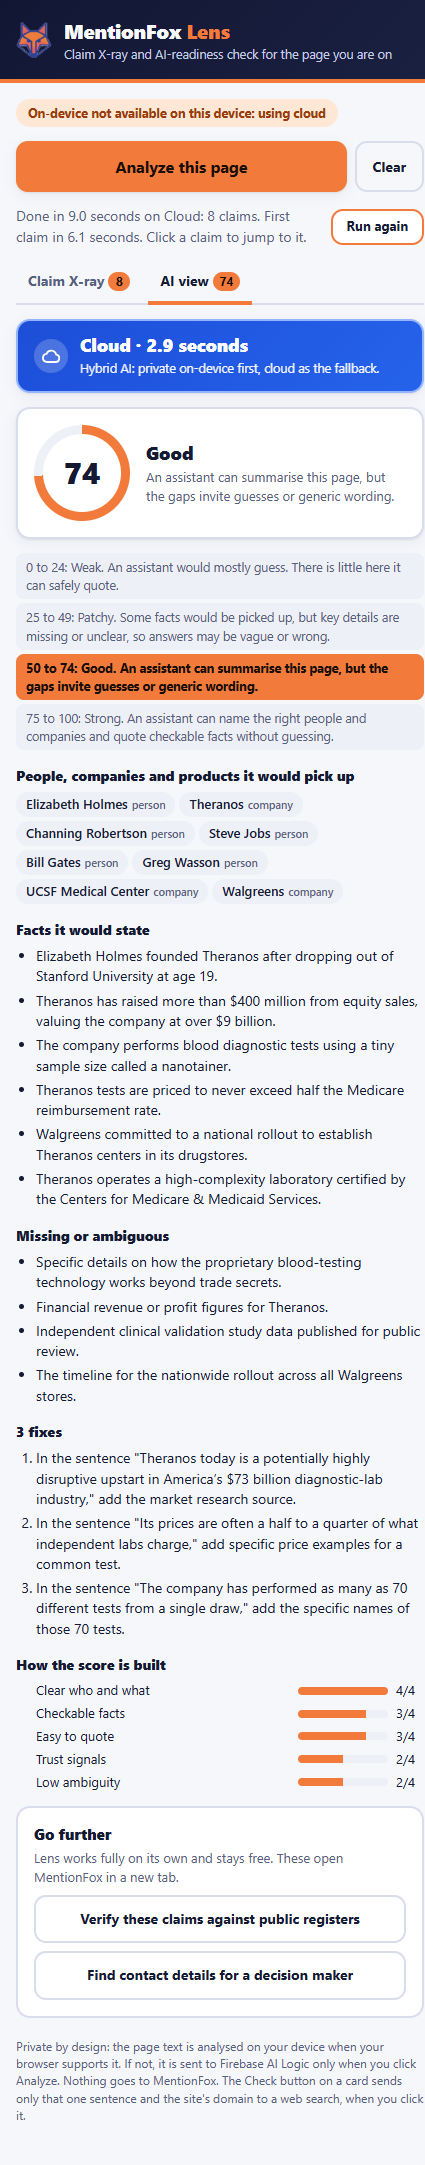 MentionFox Lens
Claim X-ray and AI-readiness check for the page you are on
On-device not available on this device: using cloud
Analyze this page
Clear
Done in 9.0 seconds on Cloud: 8 claims. First
claim in 6.1 seconds. Click a claim to jump to it.
Run again
Claim X-ray 8
AI view 74
Cloud · 2.9 seconds
Hybrid AI: private on-device first, cloud as the fallback.
74
Good
An assistant can summarise this page, but
the gaps invite guesses or generic wording.
0 to 24: Weak. An assistant would mostly guess. There is little here it
can safely quote.
25 to 49: Patchy. Some facts would be picked up, but key details are
missing or unclear, so answers may be vague or wrong.
50 to 74: Good. An assistant can summarise this page, but the
gaps invite guesses or generic wording.
75 to 100: Strong. An assistant can name the right people and
companies and quote checkable facts without guessing.
People, companies and products it would pick up
Elizabeth Holmes person
Theranos company
Channing Robertson person
Steve Jobs person
Bill Gates person
Greg Wasson person
UCSF Medical Center company
Walgreens company
Facts it would state
• Elizabeth Holmes founded Theranos after dropping out of
Stanford University at age 19.
• Theranos has raised more than $400 million from equity sales,
valuing the company at over $9 billion.
• The company performs blood diagnostic tests using a tiny
sample size called a nanotainer.
• Theranos tests are priced to never exceed half the Medicare
reimbursement rate.
• Walgreens committed to a national rollout to establish
Theranos centers in its drugstores.
• Theranos operates a high-complexity laboratory certified by
the Centers for Medicare & Medicaid Services.
Missing or ambiguous
• Specific details on how the proprietary blood-testing
technology works beyond trade secrets.
• Financial revenue or profit figures for Theranos.
• Independent clinical validation study data published for public
review.
• The timeline for the nationwide rollout across all Walgreens
stores.
3 fixes
1. In the sentence "Theranos today is a potentially highly
disruptive upstart in America's $73 billion diagnostic-lab
industry," add the market research source.
2. In the sentence "Its prices are often a half to a quarter of what
independent labs charge," add specific price examples for a
common test.
3. In the sentence "The company has performed as many as 70
different tests from a single draw," add the specific names of
those 70 tests.
How the score is built
Clear who and what 4/4
Checkable facts 3/4
Easy to quote 3/4
Trust signals 2/4
Low ambiguity 2/4
Go further
Lens works fully on its own and stays free. These open
MentionFox in a new tab.
Verify these claims against public registers
Find contact details for a decision maker
Private by design: the page text is analysed on your device when your
browser supports it. If not, it is sent to Firebase AI Logic only when you click
Analyze. Nothing goes to MentionFox. The Check button on a card sends
only that one sentence and the site's domain to a web search, when you click
it.